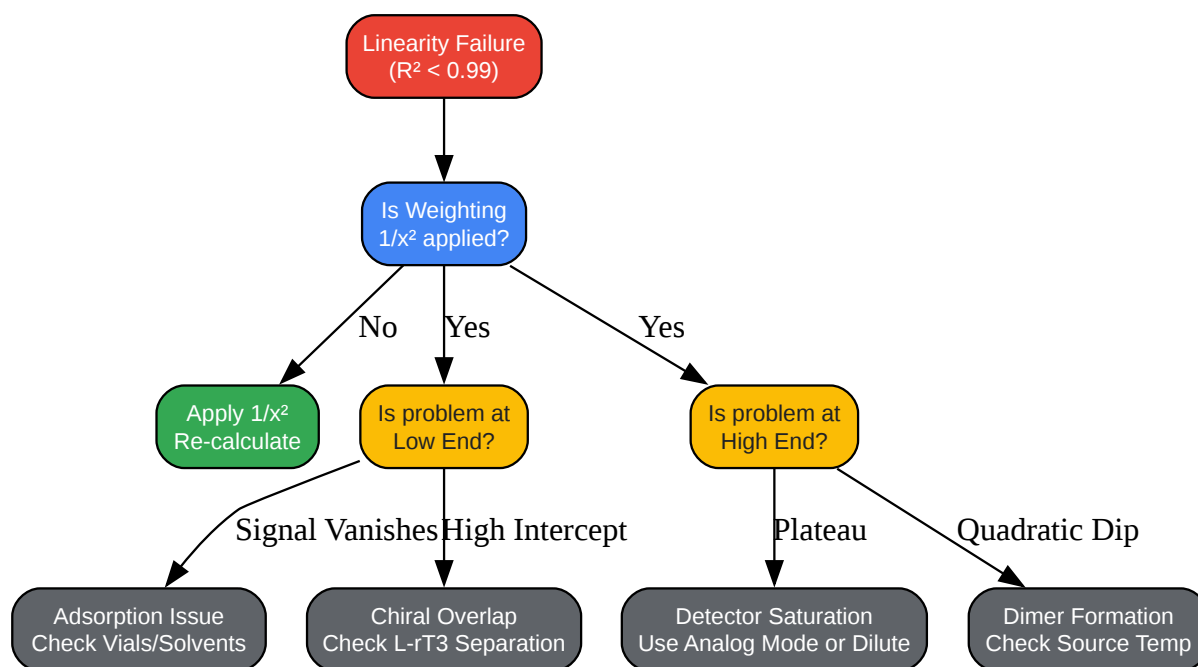 Linearity Failure
(R² < 0.99)
Is Weighting
1/x² applied?
No
Yes
Yes
Apply 1/x²
Re-calculate
Is problem at
Low End?
Is problem at
High End?
Signal Vanishes
High Intercept
Plateau
Quadratic Dip
Adsorption Issue
Check Vials/Solvents
Chiral Overlap
Check L-rT3 Separation
Detector Saturation
Use Analog Mode or Dilute
Dimer Formation
Check Source Temp